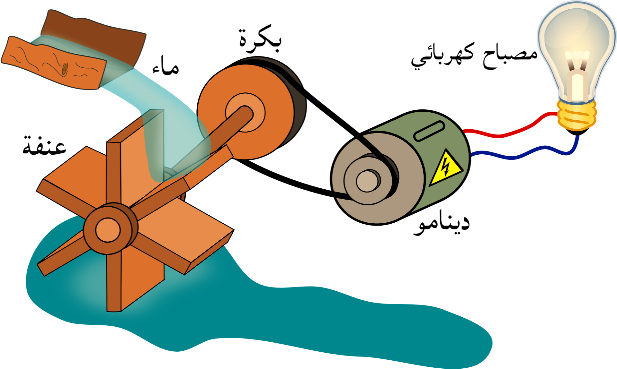 بكرة
ماء
مصباح كهربائي
عنفة
دينامو